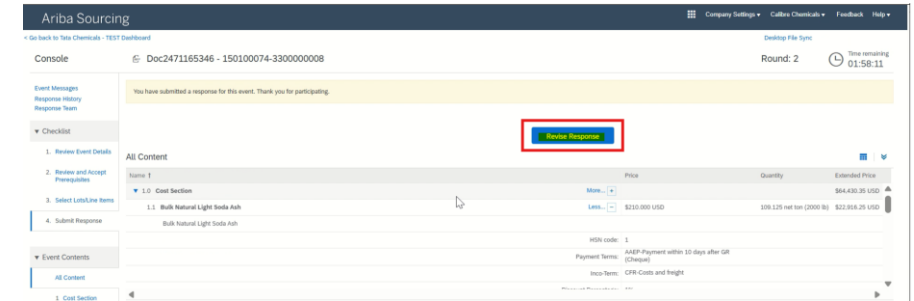 Ariba Sourcing
Company Settings ▾ Calibre Chemicals ▾ Feedback Help ▾
< Go back to Tata Chemicals - TEST Dashboard
Desktop File Sync
Console
Doc2471165346 - 150100074-3300000008
Round: 2
Time remaining
01:58:11
Event Messages
Response History
Response Team
You have submitted a response for this event. Thank you for participating.
▼ Checklist
Revise Response
1. Review Event Details
2. Review and Accept Prerequisites
3. Select Lots/Line Items
4. Submit Response
All Content
Name ↑ Price Quantity Extended Price
▼ 1.0 Cost Section More... + $64,430.35 USD
1.1 Bulk Natural Light Soda Ash Less... − $210.000 USD 109.125 net ton (2000 lb) $22,916.25 USD
Bulk Natural Light Soda Ash
HSN code: 1
Payment Terms: AAEP-Payment within 10 days after GR (Cheque)
Inco-Term: CFR-Costs and freight
▼ Event Contents
All Content
1 Cost Section